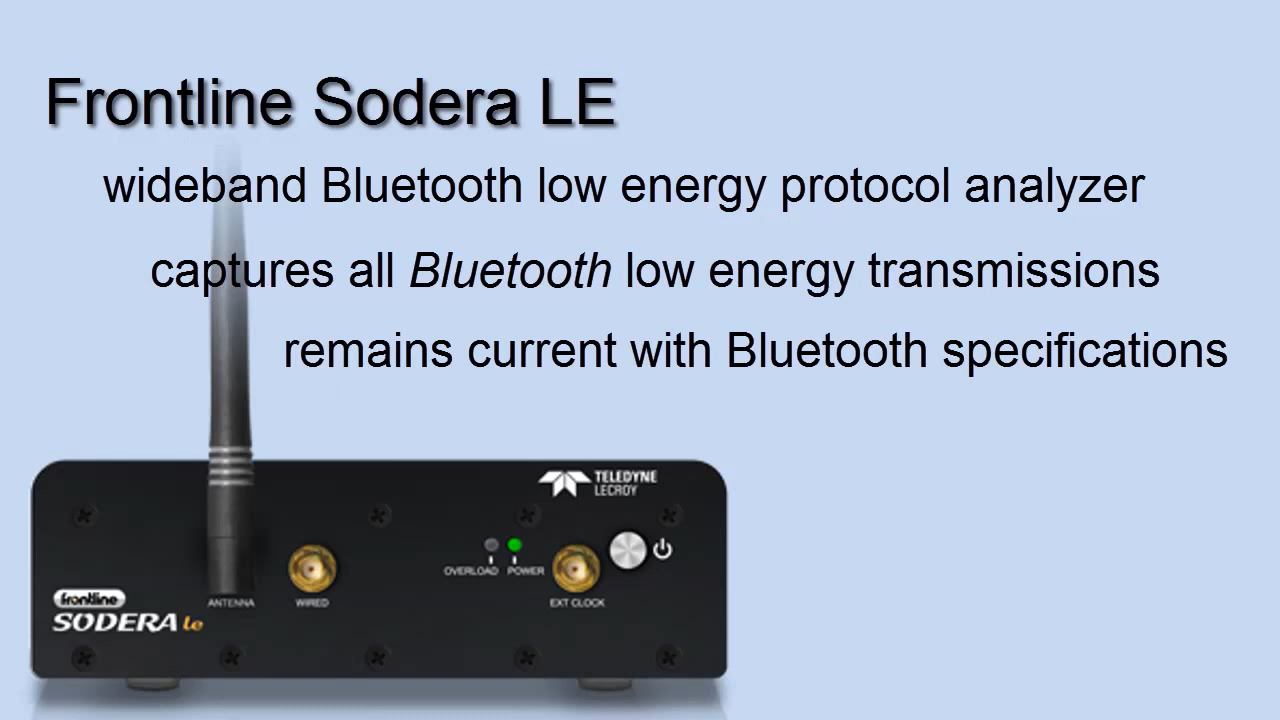 Frontline Sodera LE
wideband Bluetooth low energy protocol analyzer
captures all Bluetooth low energy transmissions
remains current with Bluetooth specifications
TELEDYNE
LECROY
OVERLOAD POWER
ANTENNA WIRED EXT CLOCK
frontline
SODERA le